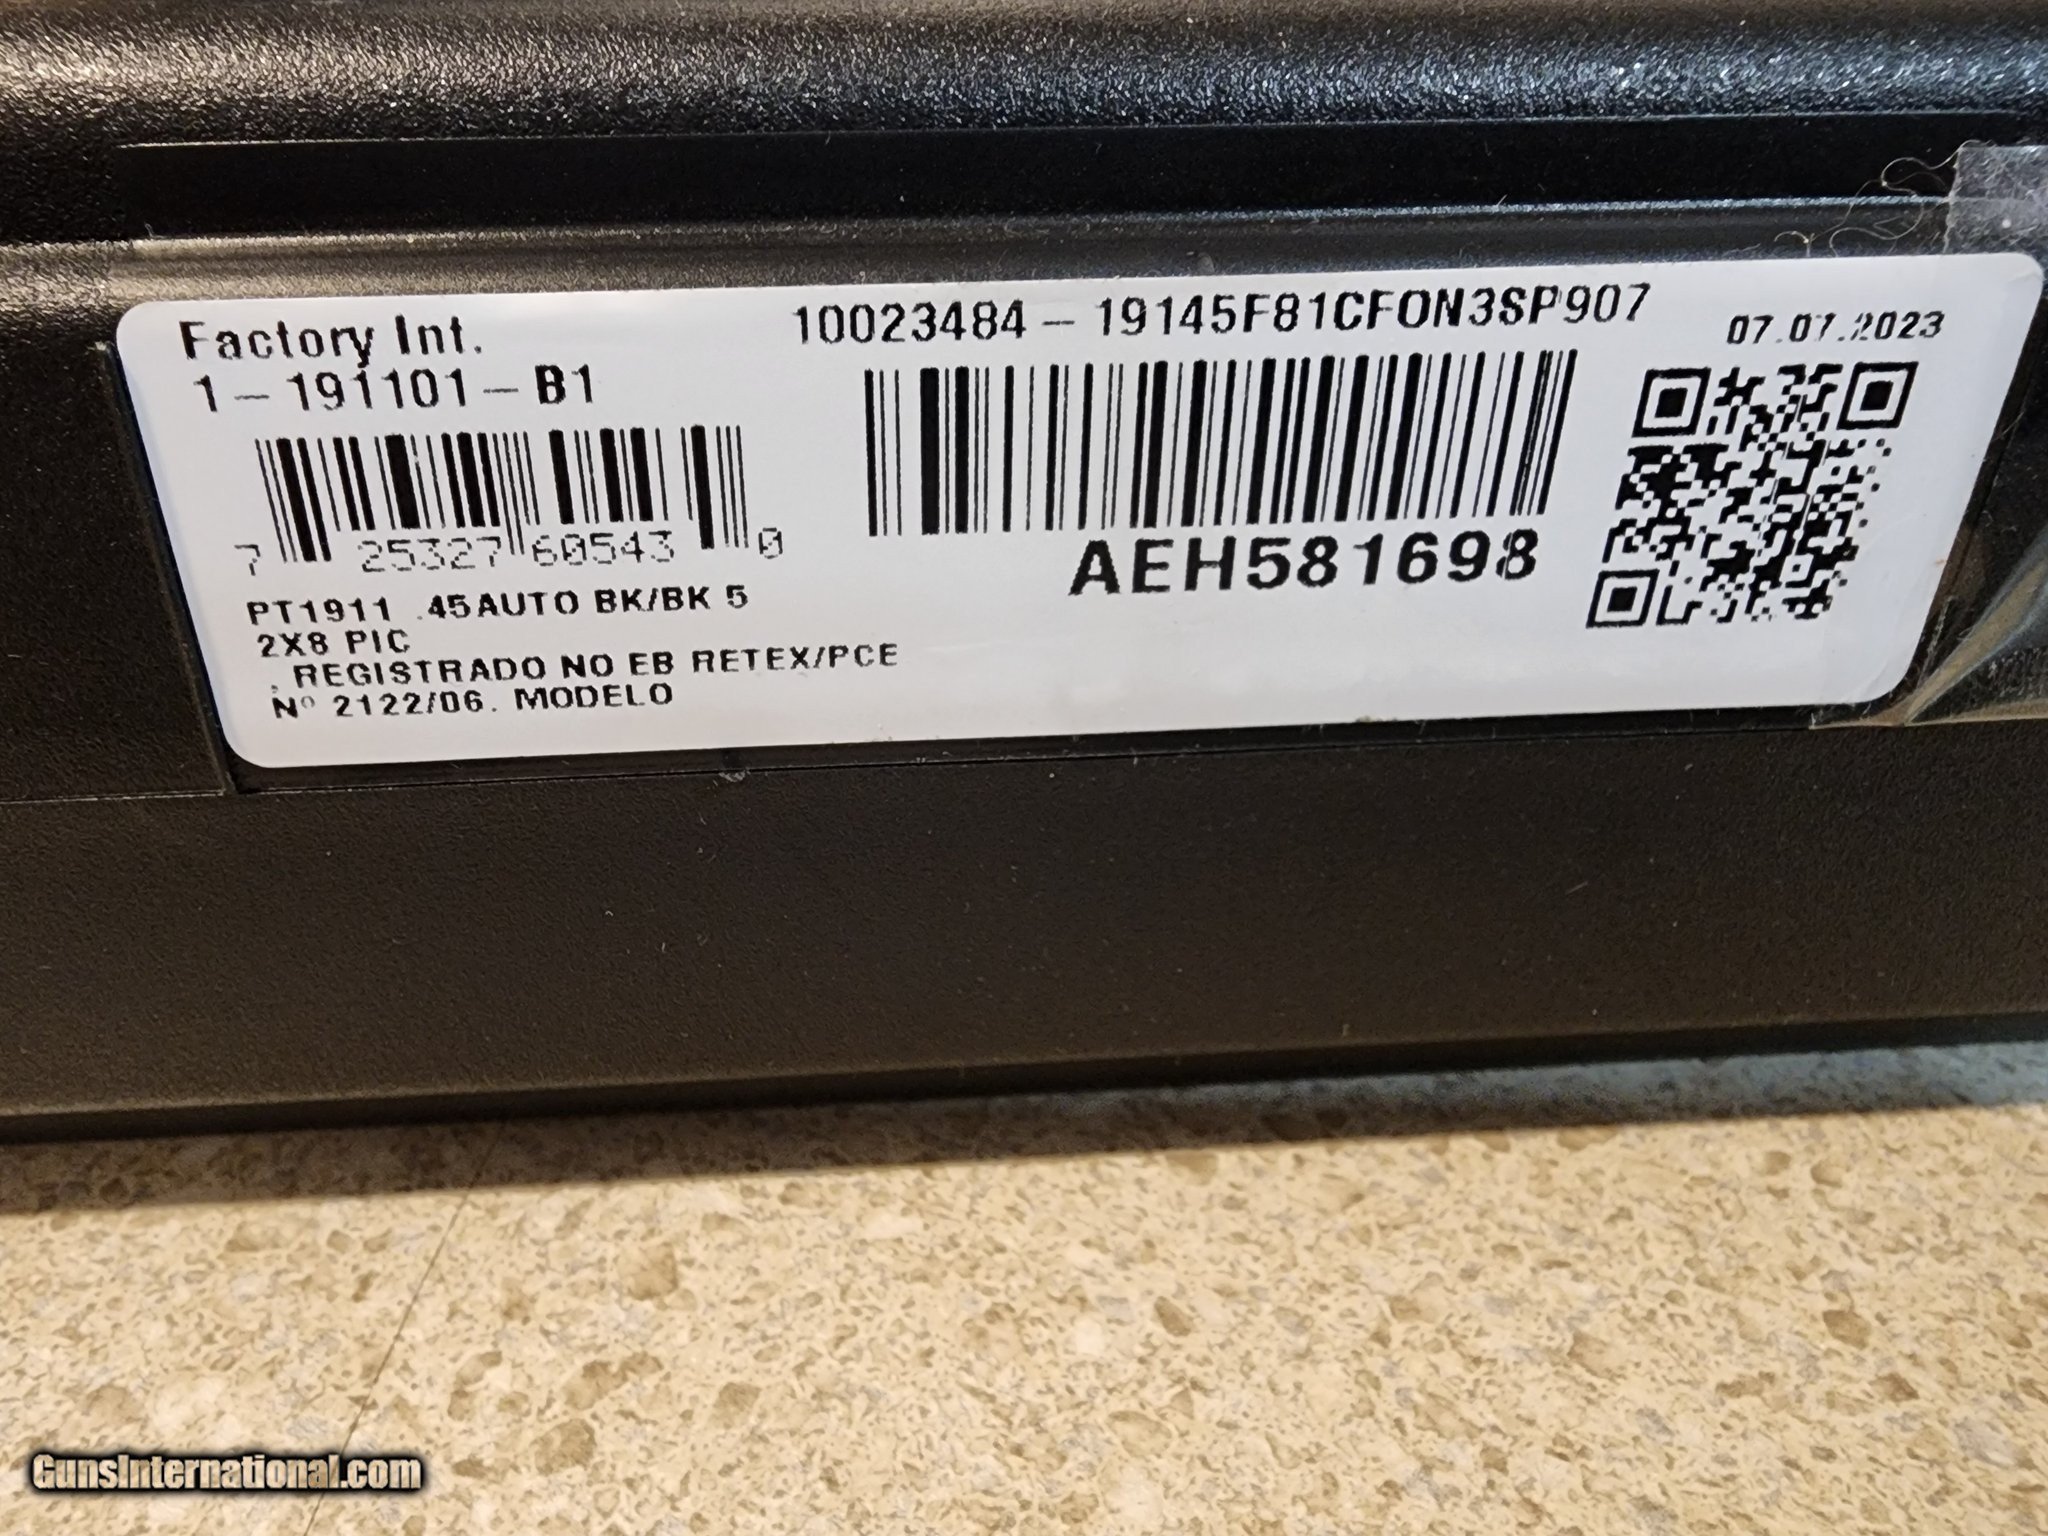 Factory Int.
1-191101-B1
10023484-19145F81CFON3SP907
07.07.2023
7 25327 60543 0
AEH581698
PT1911 .45AUTO BK/BK 5
2X8 PIC
, REGISTRADO NO EB RETEX/PCE
Nº 2122/06. MODELO
GunsInternational.com